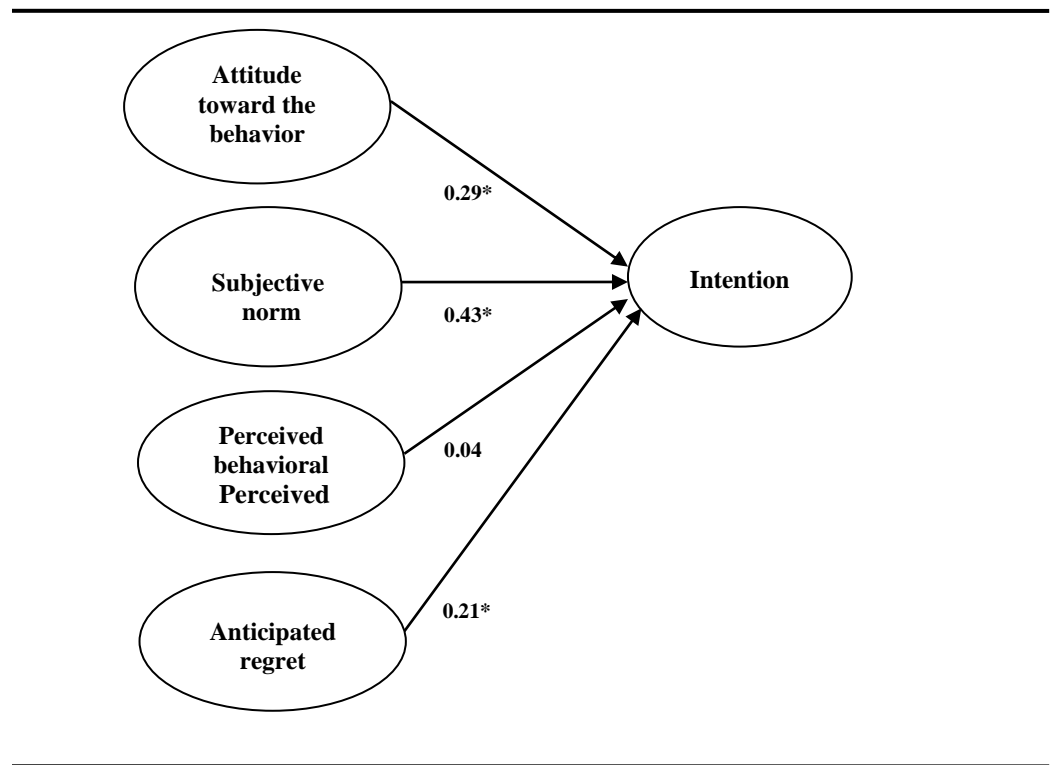 Attitude
toward the
behavior
0.29*
Subjective
norm
0.43*
Intention
Perceived
behavioral
Perceived
0.04
Anticipated
regret
0.21*